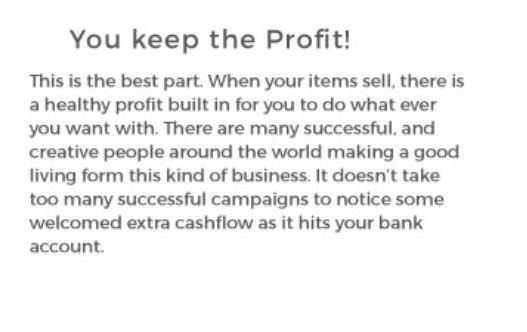 You keep the Profit!
This is the best part. When your items sell, there is
a healthy profit built in for you to do what ever
you want with. There are many successful, and
creative people around the world making a good
living form this kind of business. It doesn't take
too many successful campaigns to notice some
welcomed extra cashflow as it hits your bank
account.